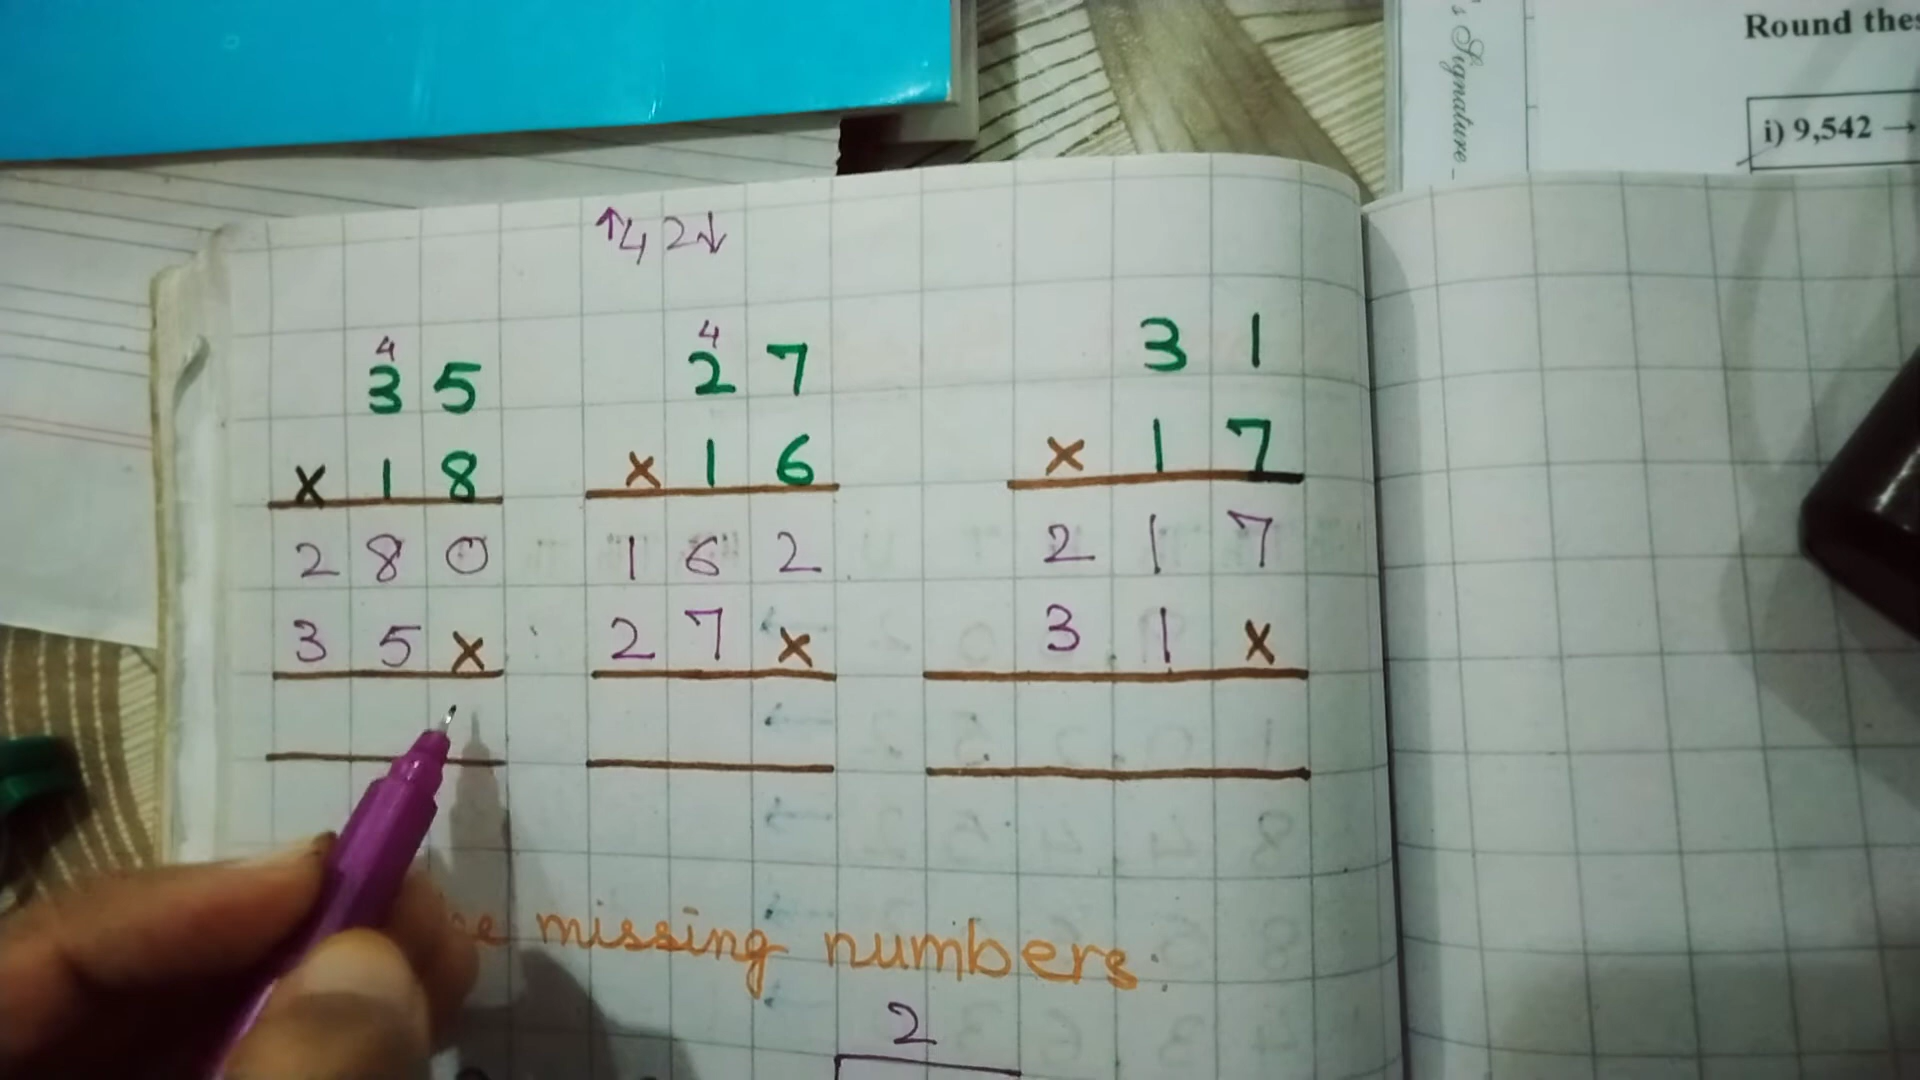 's Signature
Round thes
i) 9,542 →
↑4 2↓
4 4
3 5 2 7 3 1
x 1 8 x 1 6 x 1 7
2 8 0 1 6 2 2 1 7
3 5 x 2 7 x 3 1 x
missing numbers.
2